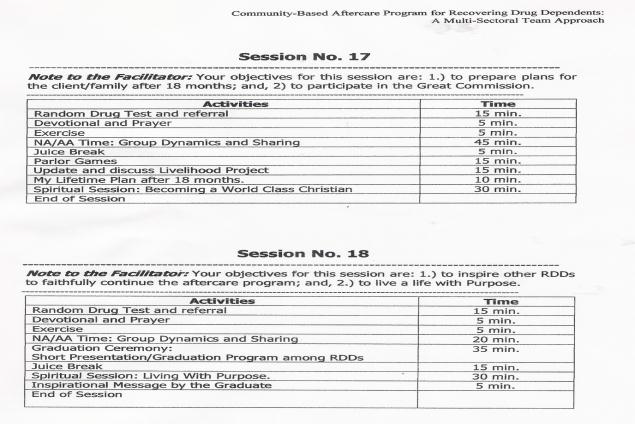 Community-Based Aftercare Program for Recovering Drug Dependents:
A Multi-Sectoral Team Approach
Session No. 17
Note to the Facilitator: Your objectives for this session are: 1.) to prepare plans for
the client/family after 18 months; and, 2) to participate in the Great Commission.
Activities Time
Random Drug Test and referral 15 min.
Devotional and Prayer 5 min.
Exercise 5 min.
NA/AA Time: Group Dynamics and Sharing 45 min.
Juice Break 5 min.
Parlor Games 15 min.
Update and discuss Livelihood Project 15 min.
My Lifetime Plan after 18 months. 10 min.
Spiritual Session: Becoming a World Class Christian 30 min.
End of Session
Session No. 18
Note to the Facilitator: Your objectives for this session are: 1.) to inspire other RDDs
to faithfully continue the aftercare program; and, 2.) to live a life with Purpose.
Activities Time
Random Drug Test and referral 15 min.
Devotional and Prayer 5 min.
Exercise 5 min.
NA/AA Time: Group Dynamics and Sharing 20 min.
Graduation Ceremony: 35 min.
Short Presentation/Graduation Program among RDDs
Juice Break 15 min.
Spiritual Session: Living With Purpose. 30 min.
Inspirational Message by the Graduate 5 min.
End of Session